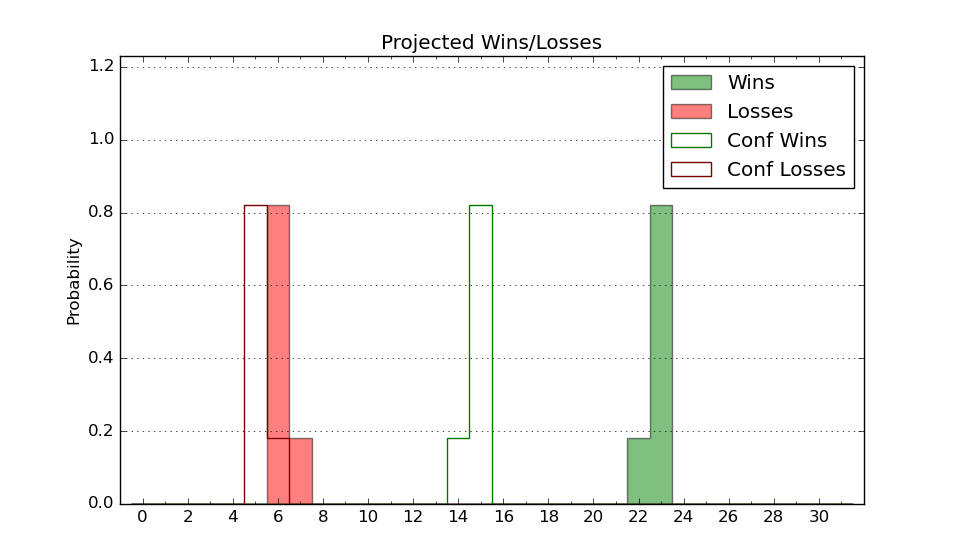 Projected Wins/Losses
1.2
1.0
0.8
0.6
0.4
0.2
0.0
Probability
Wins
Losses
Conf Wins
Conf Losses
0 2 4 6 8 10 12 14 16 18 20 22 24 26 28 30